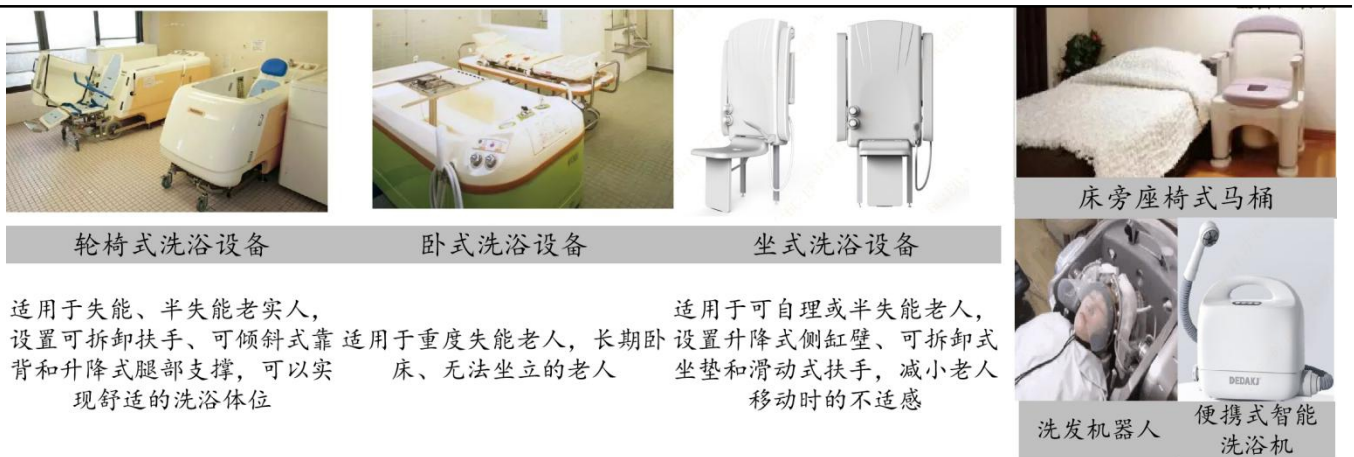 轮椅式洗浴设备
卧式洗浴设备
坐式洗浴设备
适用于失能、半失能老实人，
设置可拆卸扶手、可倾斜式靠
背和升降式腿部支撑，可以实
现舒适的洗浴体位
适用于重度失能老人，长期卧
床、无法坐立的老人
适用于可自理或半失能老人，
设置升降式侧缸壁、可拆卸式
坐垫和滑动式扶手，减小老人
移动时的不适感
床旁座椅式马桶
DEDAKJ
洗发机器人
便携式智能
洗浴机